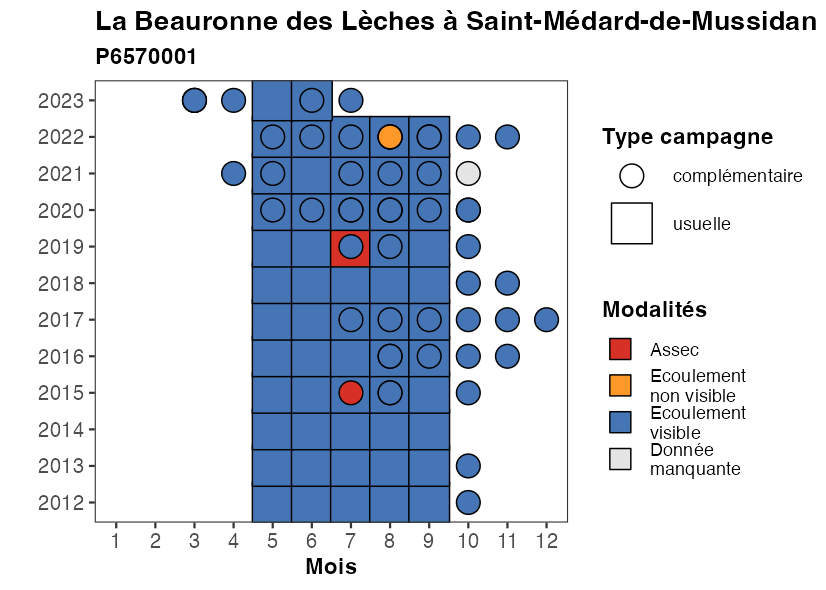 La Beauronne des Lèches à Saint-Médard-de-Mussidan
P6570001
2023
2022
2021
2020
2019
2018
2017
2016
2015
2014
2013
2012
1 2 3 4 5 6 7 8 9 10 11 12
Mois
Type campagne
complémentaire
usuelle
Modalités
Assec
Ecoulement
non visible
Ecoulement
visible
Donnée
manquante